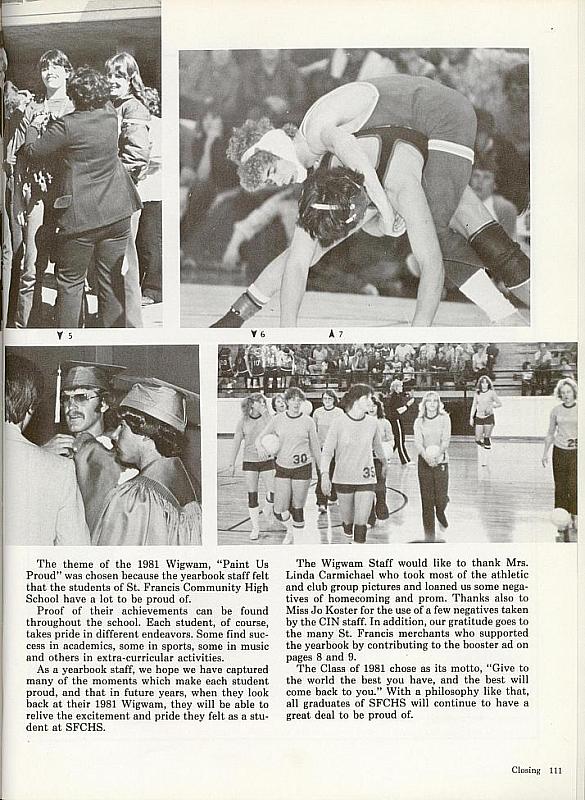 ▼ 5
▼ 6
▲ 7
30
35
The theme of the 1981 Wigwam, "Paint Us
Proud" was chosen because the yearbook staff felt
that the students of St. Francis Community High
School have a lot to be proud of.
Proof of their achievements can be found
throughout the school. Each student, of course,
takes pride in different endeavors. Some find suc-
cess in academics, some in sports, some in music
and others in extra-curricular activities.
As a yearbook staff, we hope we have captured
many of the moments which make each student
proud, and that in future years, when they look
back at their 1981 Wigwam, they will be able to
relive the excitement and pride they felt as a stu-
dent at SFCHS.
The Wigwam Staff would like to thank Mrs.
Linda Carmichael who took most of the athletic
and club group pictures and loaned us some nega-
tives of homecoming and prom. Thanks also to
Miss Jo Koster for the use of a few negatives taken
by the CIN staff. In addition, our gratitude goes to
the many St. Francis merchants who supported
the yearbook by contributing to the booster ad on
pages 8 and 9.
The Class of 1981 chose as its motto, "Give to
the world the best you have, and the best will
come back to you." With a philosophy like that,
all graduates of SFCHS will continue to have a
great deal to be proud of.
Closing 111